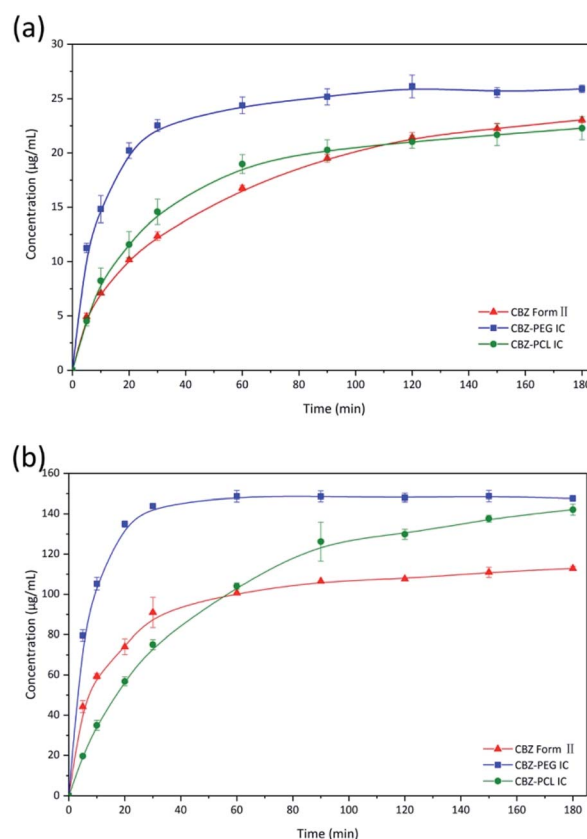 (a)
30
25
20
15
10
5
0
Concentration (μg/mL)
CBZ Form II
CBZ-PEG IC
CBZ-PCL IC
0 20 40 60 80 100 120 140 160 180
Time (min)
(b)
160
140
120
100
80
60
40
20
0
Concentration (μg/mL)
CBZ Form II
CBZ-PEG IC
CBZ-PCL IC
0 20 40 60 80 100 120 140 160 180
Time (min)